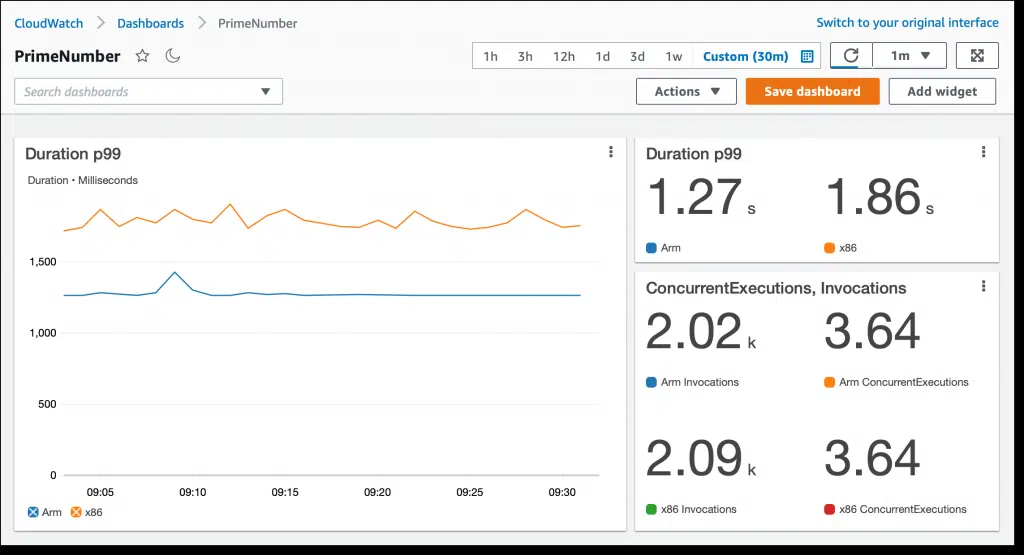 CloudWatch > Dashboards > PrimeNumber
Switch to your original interface
PrimeNumber
1h 3h 12h 1d 3d 1w Custom (30m) 1m
Search dashboards
Actions
Save dashboard
Add widget
Duration p99
Duration • Milliseconds
1,500
1,000
500
0
09:05 09:10 09:15 09:20 09:25 09:30
Arm x86
Duration p99
1.27 s 1.86 s
Arm x86
ConcurrentExecutions, Invocations
2.02 k 3.64
Arm Invocations Arm ConcurrentExecutions
2.09 k 3.64
x86 Invocations x86 ConcurrentExecutions